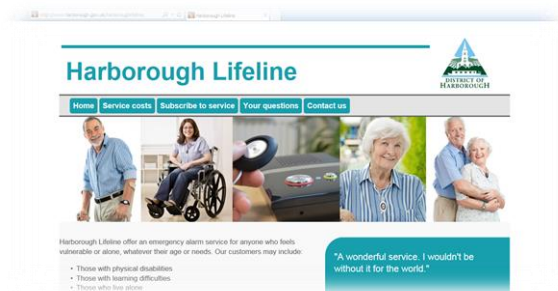 Harborough Lifeline
Harborough Lifeline
DISTRICT OF
HARBOROUGH
Home Service costs Subscribe to service Your questions Contact us
Harborough Lifeline offer an emergency alarm service for anyone who feels
vulnerable or alone, whatever their age or needs. Our customers may include:
• Those with physical disabilities
• Those with learning difficulties
• Those who live alone
"A wonderful service. I wouldn't be
without it for the world."